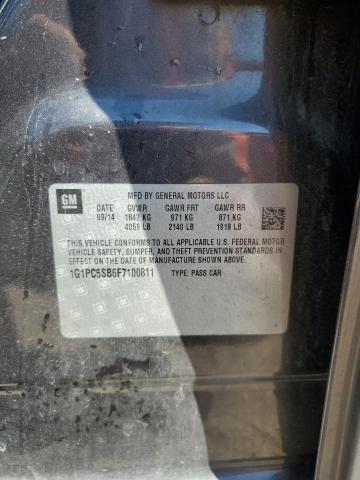 GM
MFD BY GENERAL MOTORS LLC
DATE GVWR GAWR FRT GAWR RR
09/14 1842 KG 971 KG 871 KG
4059 LB 2140 LB 1919 LB
THIS VEHICLE CONFORMS TO ALL APPLICABLE U.S. FEDERAL MOTOR
VEHICLE SAFETY, BUMPER, AND THEFT PREVENTION STANDARDS IN
EFFECT ON THE DATE OF MANUFACTURE SHOWN ABOVE.
1G1PC5SB6F7100811 TYPE: PASS CAR